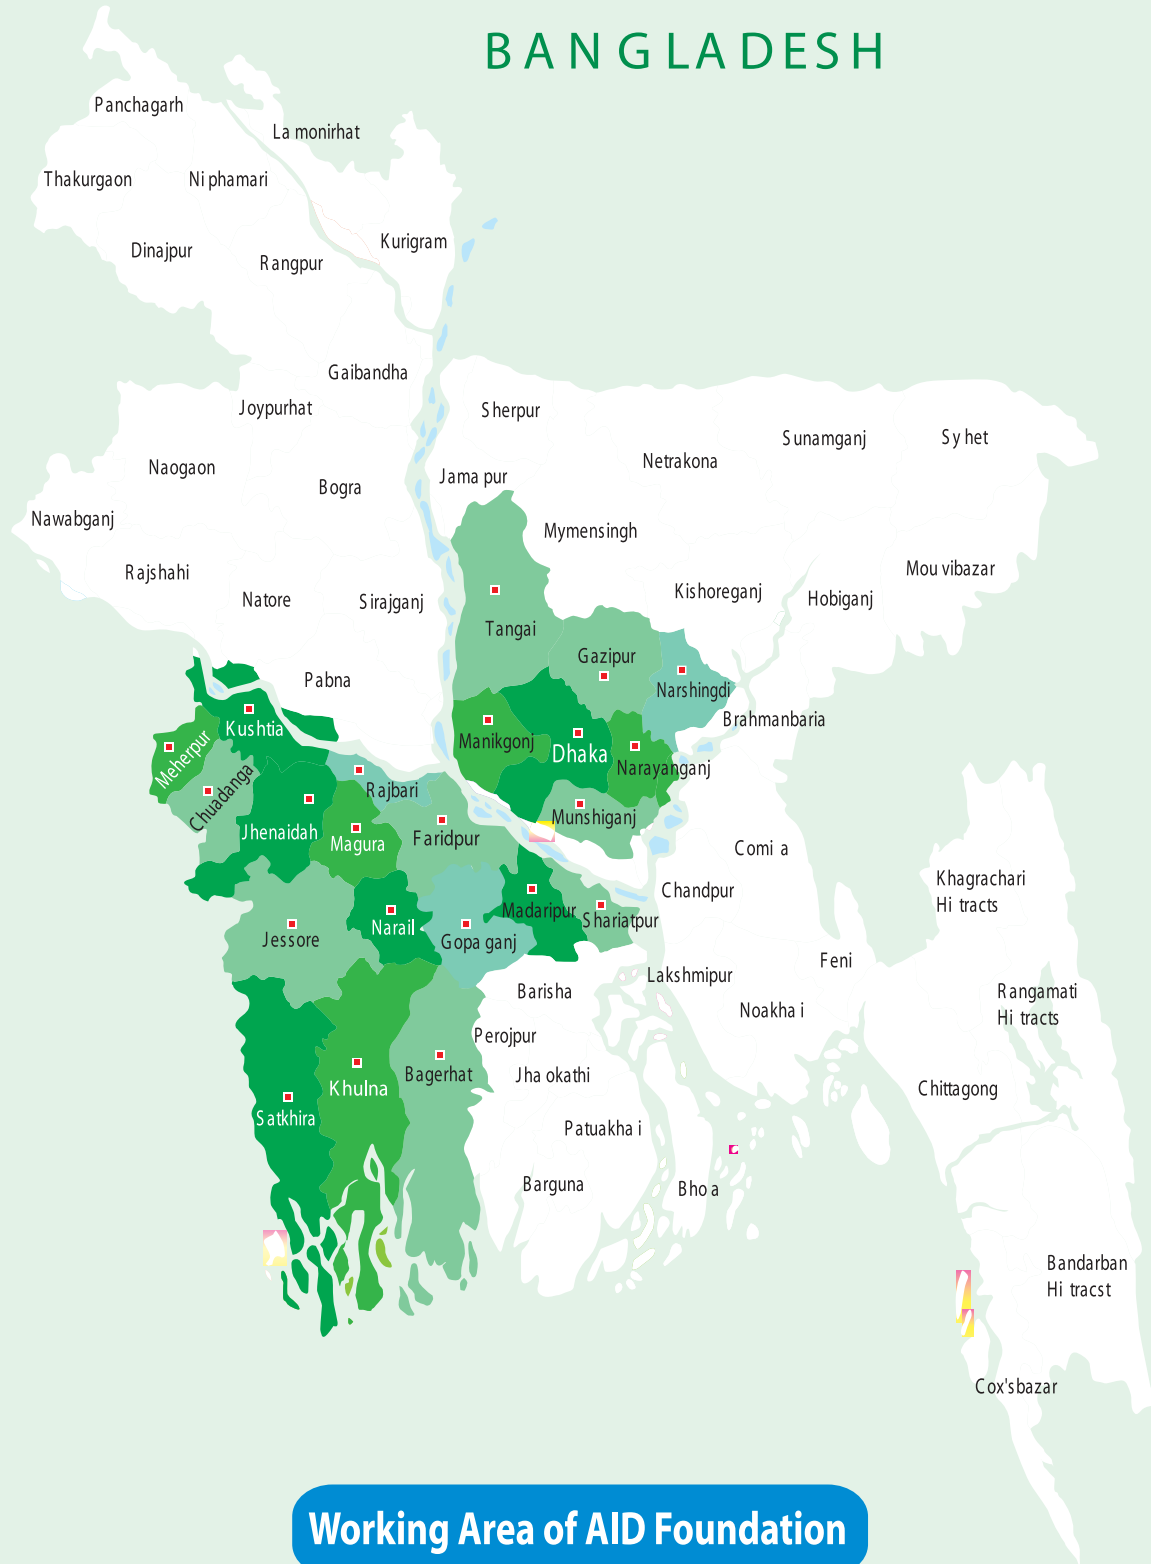 BANGLADESH
Panchagarh
La monirhat
Thakurgaon
Ni phamari
Dinajpur
Rangpur
Kurigram
Gaibandha
Joypurhat
Sherpur
Sunamganj
Sy het
Netrakona
Naogaon
Bogra
Jama pur
Nawabganj
Mymensingh
Rajshahi
Mou vibazar
Natore
Sirajganj
Kishoreganj
Hobiganj
Tangai
Gazipur
Pabna
Narshingdi
Kushtia
Brahmanbaria
Meherpur
Manikgonj
Dhaka
Narayanganj
Chuadanga
Rajbari
Munshiganj
Jhenaidah
Magura
Faridpur
Comi a
Khagrachari
Hi tracts
Chandpur
Madaripur
Shariatpur
Narail
Jessore
Gopa ganj
Feni
Lakshmipur
Barisha
Rangamati
Hi tracts
Noakha i
Perojpur
Bagerhat
Jha okathi
Khulna
Chittagong
Satkhira
Patuakha i
Barguna
Bho a
Bandarban
Hi tracst
Cox'sbazar
Working Area of AID Foundation